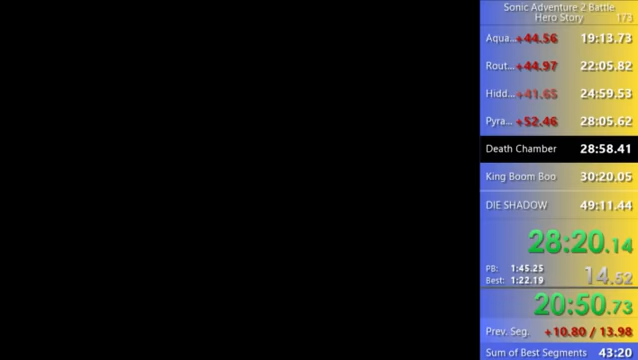 Sonic Adventure 2 Battle
Hero Story 173
Aqua... +44.56 19:13.73
Rout... +44.97 22:05.82
Hidd... +41.65 24:59.53
Pyra... +52.46 28:05.62
Death Chamber 28:58.41
King Boom Boo 30:20.05
DIE SHADOW 49:11.44
28:20.14
PB: 1:45.25
Best: 1:22.19 14.52
20:50.73
Prev. Seg. +10.80 / 13.98
Sum of Best Segments 43:20